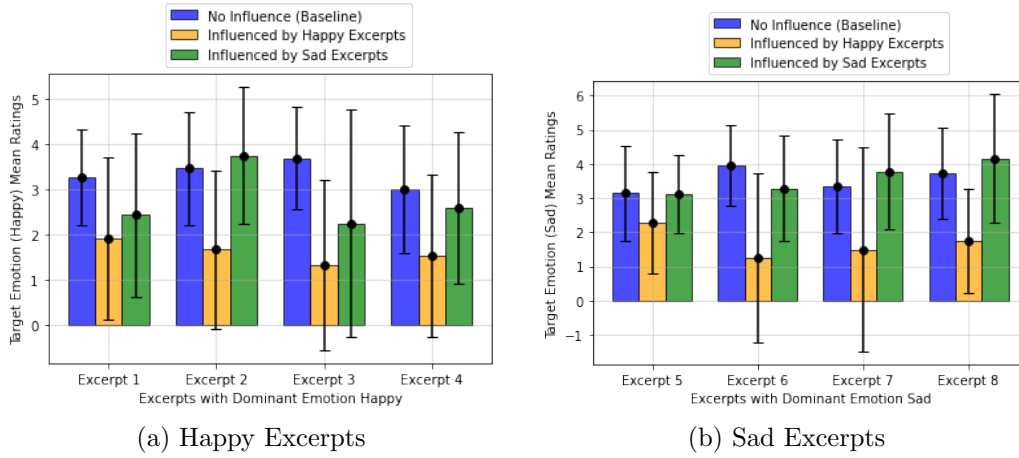 No Influence (Baseline)
Influenced by Happy Excerpts
Influenced by Sad Excerpts
Target Emotion (Happy) Mean Ratings
5
4
3
2
1
0
Excerpt 1 Excerpt 2 Excerpt 3 Excerpt 4
Excerpts with Dominant Emotion Happy
(a) Happy Excerpts
No Influence (Baseline)
Influenced by Happy Excerpts
Influenced by Sad Excerpts
Target Emotion (Sad) Mean Ratings
6
5
4
3
2
1
0
−1
Excerpt 5 Excerpt 6 Excerpt 7 Excerpt 8
Excerpts with Dominant Emotion Sad
(b) Sad Excerpts